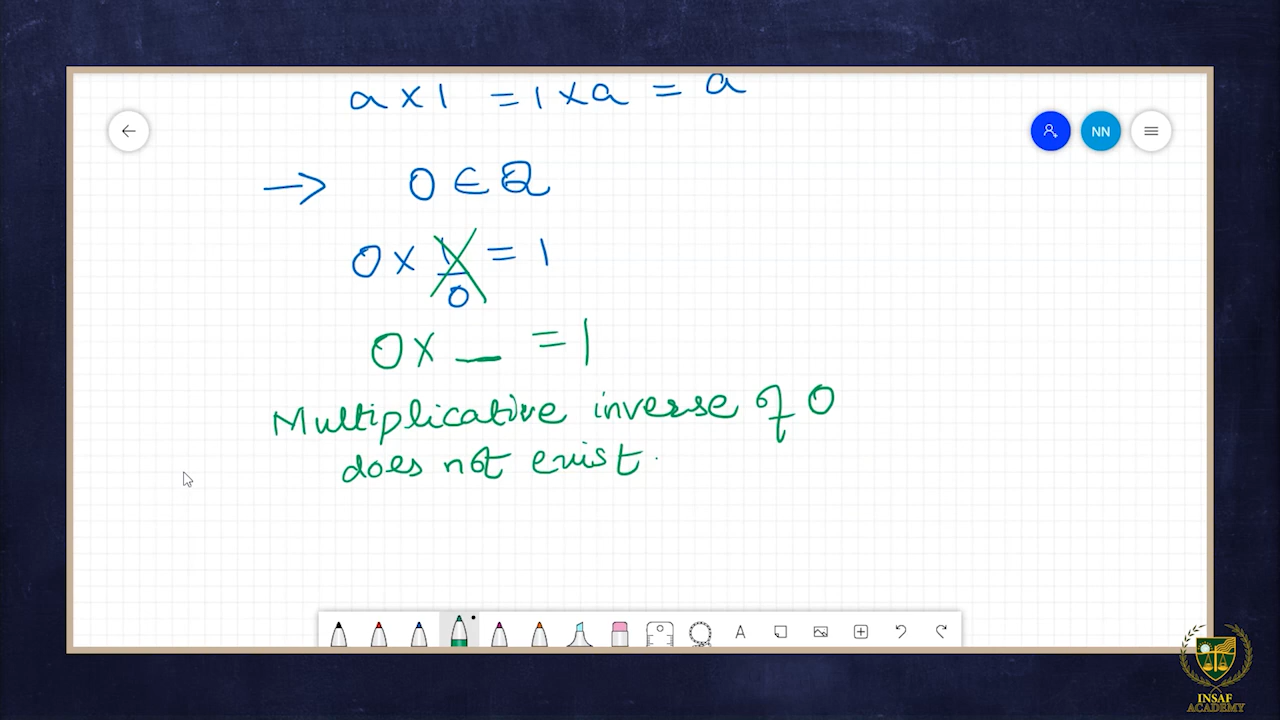 a × 1 = 1 × a = a
NN
→ 0 ∈ ℚ
0 × 1/0 = 1
0 × _ = 1
Multiplicative inverse of 0
does not exist.
A
INSAF
ACADEMY